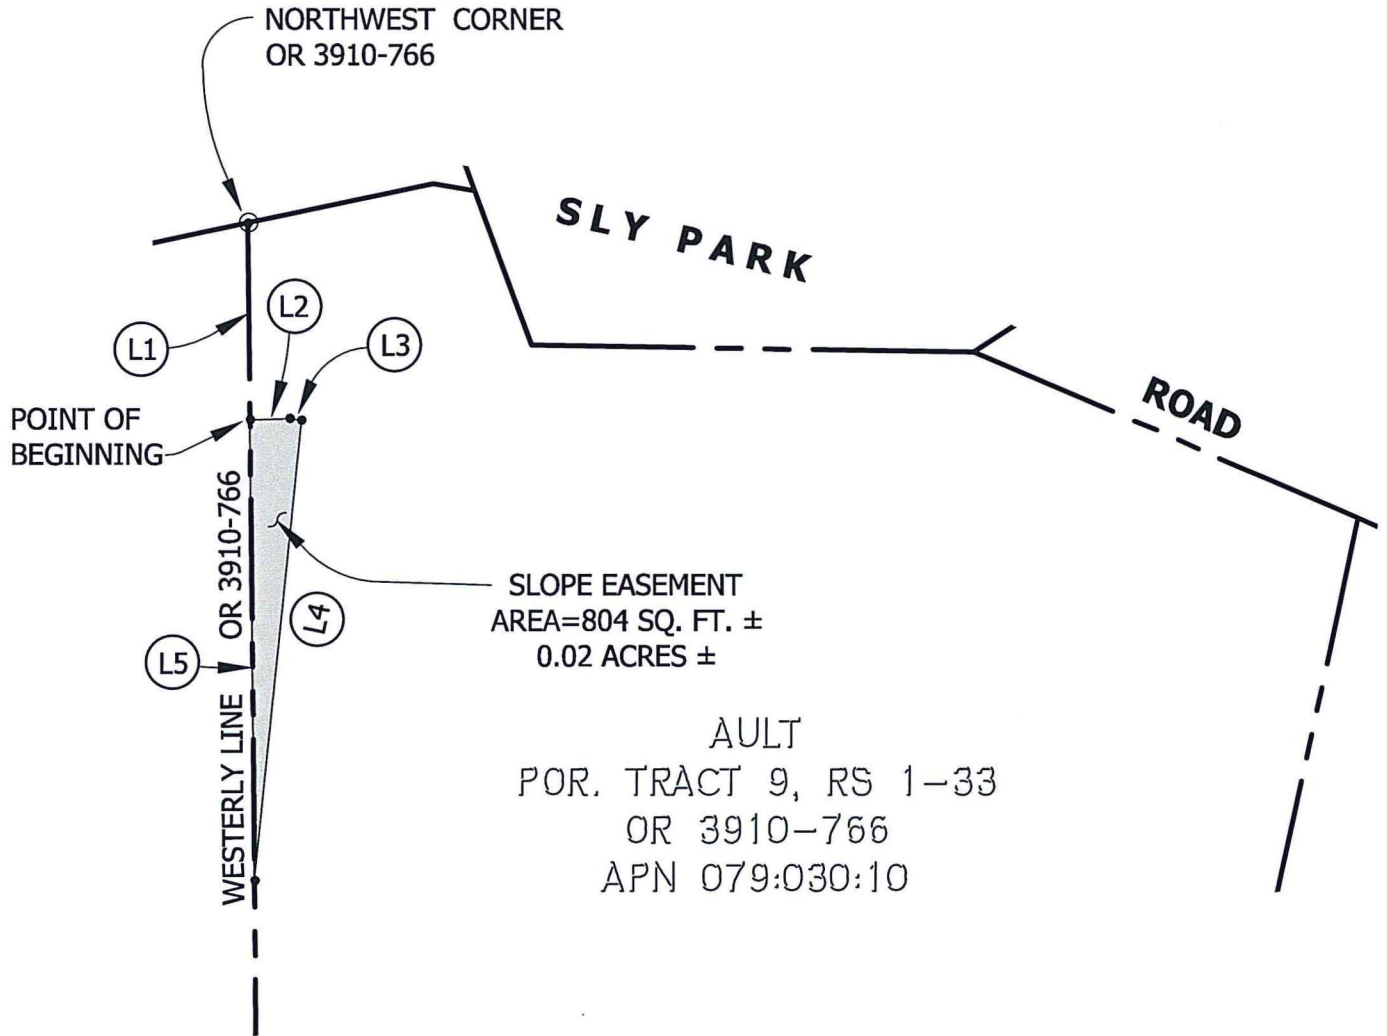 NORTHWEST CORNER
OR 3910-766
SLY PARK
ROAD
L1
L2
L3
POINT OF
BEGINNING
WESTERLY LINE OR 3910-766
L4
L5
SLOPE EASEMENT
AREA=804 SQ. FT. ±
0.02 ACRES ±
AULT
POR. TRACT 9, RS 1-33
OR 3910-766
APN 079:030:10